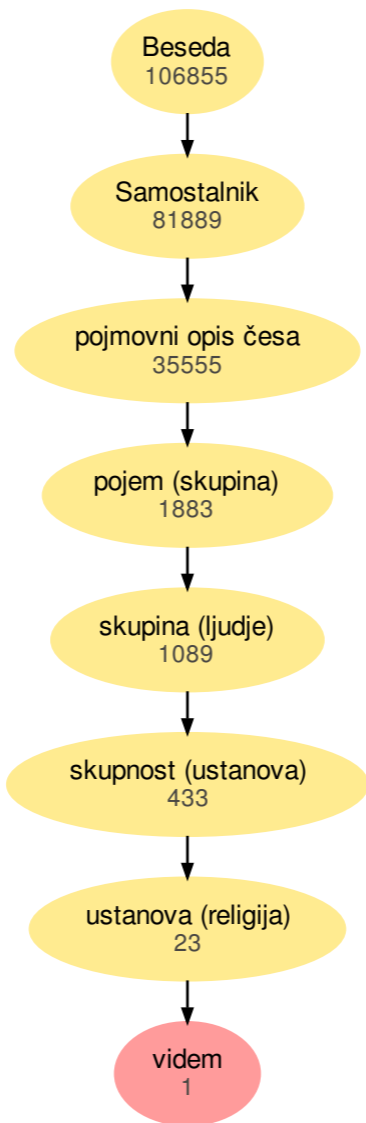 Beseda
106855
Samostalnik
81889
pojmovni opis česa
35555
pojem (skupina)
1883
skupina (ljudje)
1089
skupnost (ustanova)
433
ustanova (religija)
23
videm
1